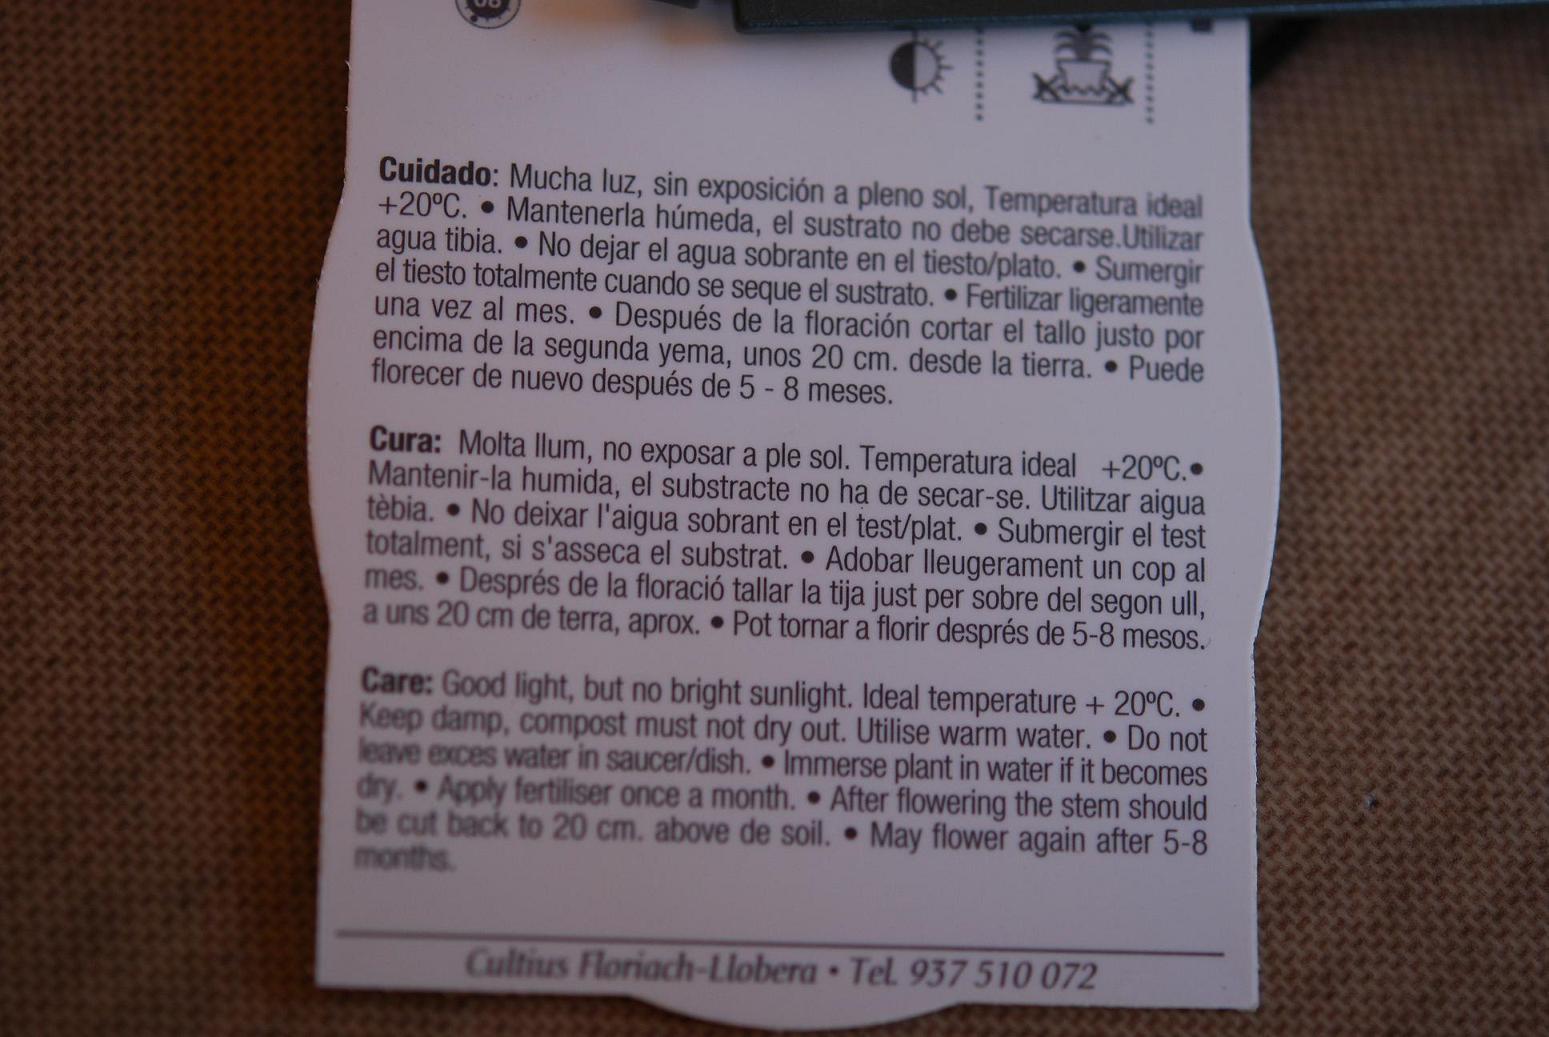 08
Cuidado: Mucha luz, sin exposición a pleno sol, Temperatura ideal
+20ºC. • Mantenerla húmeda, el sustrato no debe secarse.Utilizar
agua tibia. • No dejar el agua sobrante en el tiesto/plato. • Sumergir
el tiesto totalmente cuando se seque el sustrato. • Fertilizar ligeramente
una vez al mes. • Después de la floración cortar el tallo justo por
encima de la segunda yema, unos 20 cm. desde la tierra. • Puede
florecer de nuevo después de 5 - 8 meses.
Cura: Molta llum, no exposar a ple sol. Temperatura ideal +20ºC.•
Mantenir-la humida, el substracte no ha de secar-se. Utilitzar aigua
tèbia. • No deixar l'aigua sobrant en el test/plat. • Submergir el test
totalment, si s'asseca el substrat. • Adobar lleugerament un cop al
mes. • Després de la floració tallar la tija just per sobre del segon ull,
a uns 20 cm de terra, aprox. • Pot tornar a florir després de 5-8 mesos.
Care: Good light, but no bright sunlight. Ideal temperature + 20ºC. •
Keep damp, compost must not dry out. Utilise warm water. • Do not
leave exces water in saucer/dish. • Immerse plant in water if it becomes
dry. • Apply fertiliser once a month. • After flowering the stem should
be cut back to 20 cm. above de soil. • May flower again after 5-8
months.
Cultius Floriach-Llobera • Tel. 937 510 072